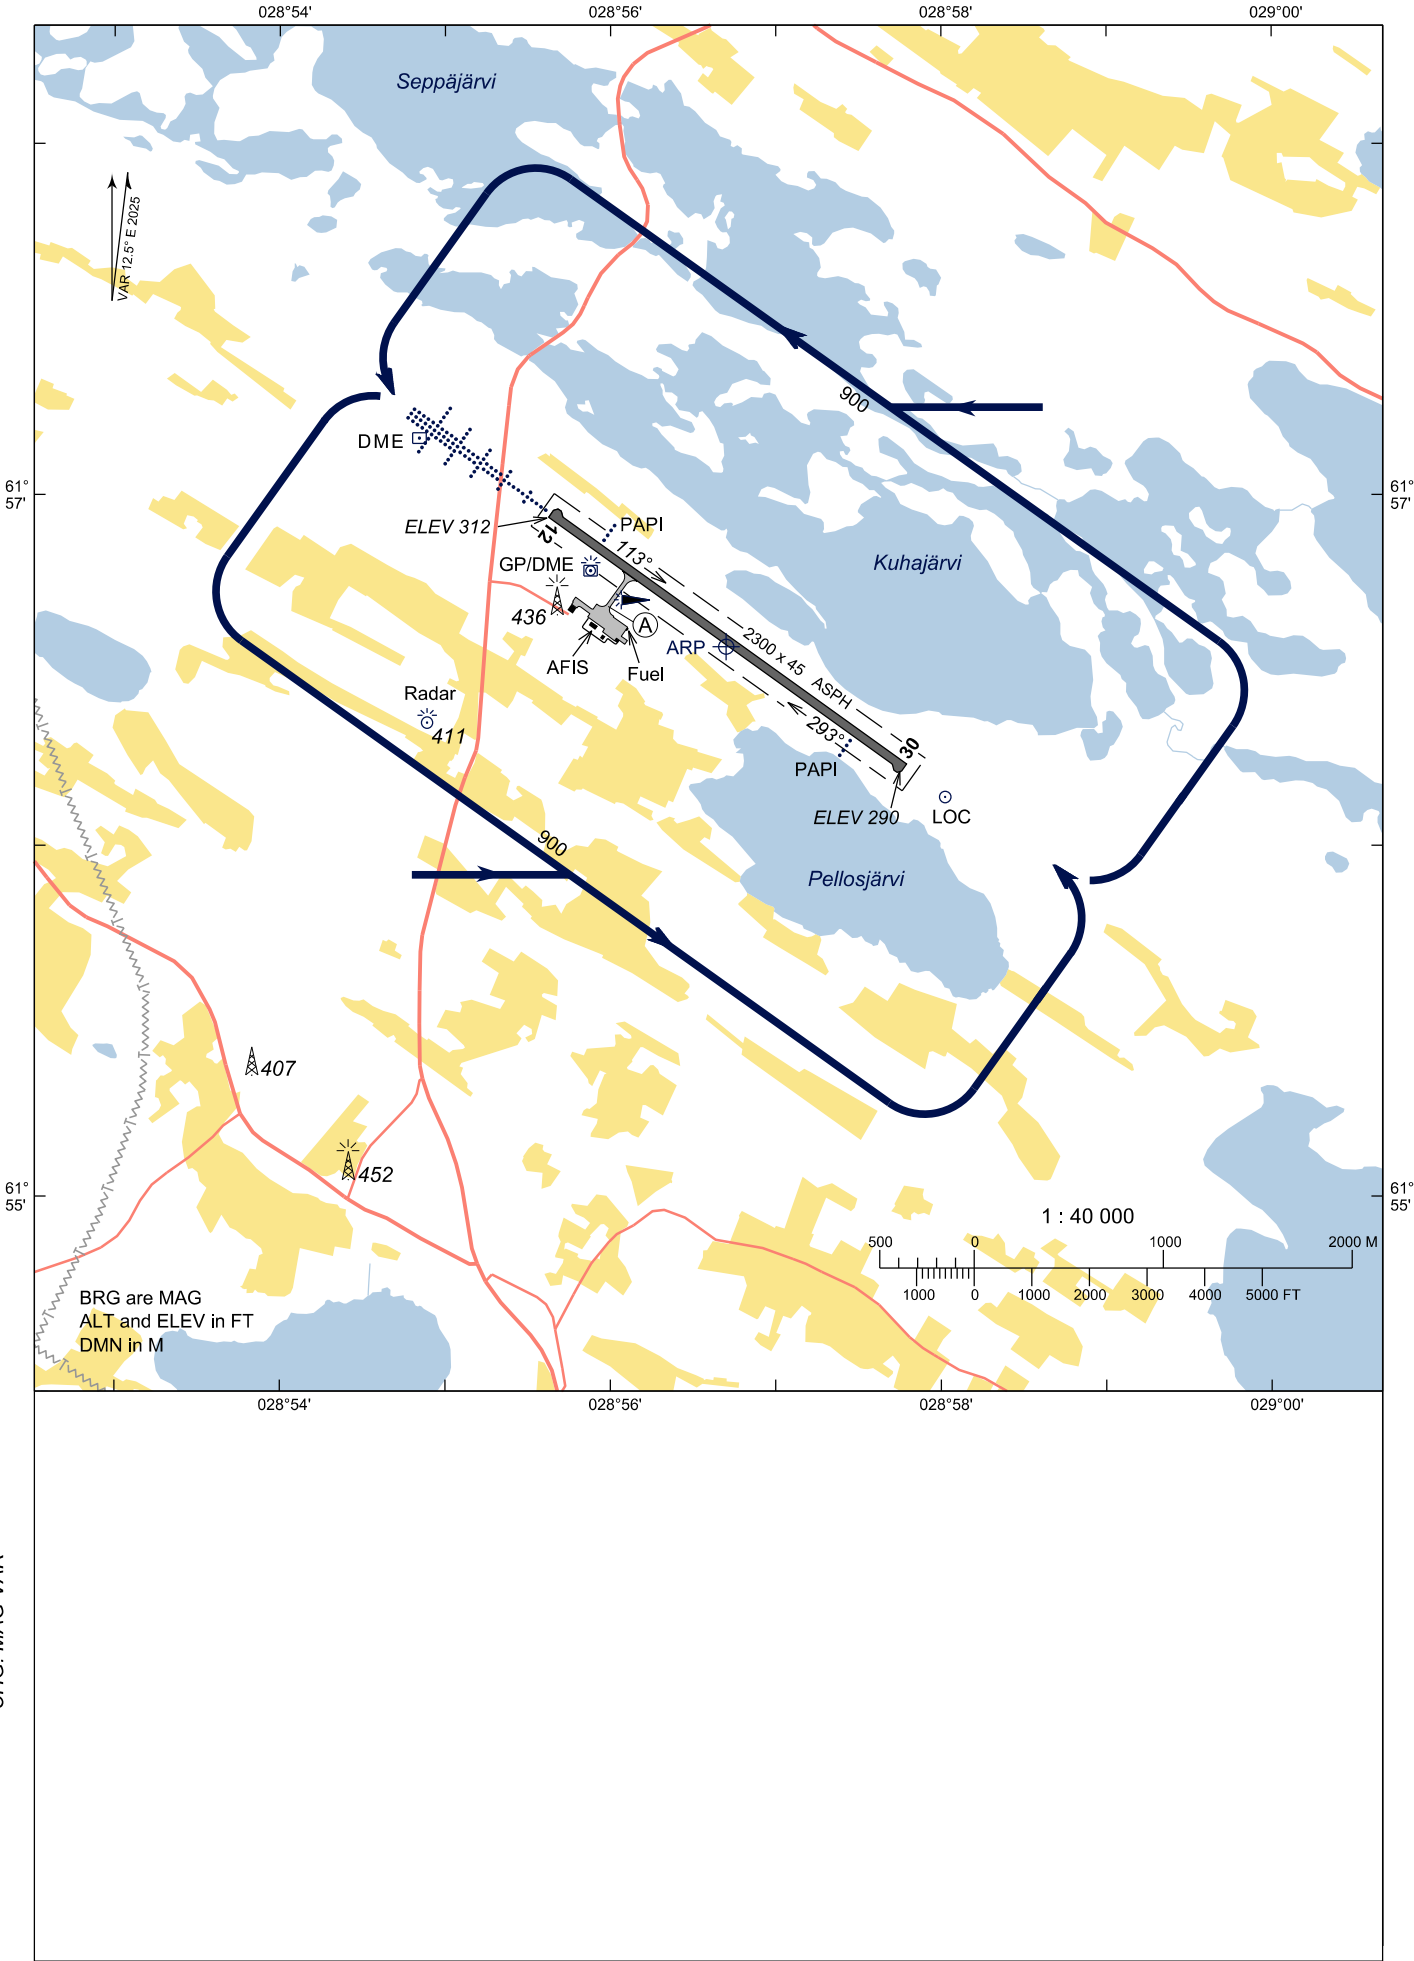 028°54' 028°56' 028°58' 029°00'
Seppäjärvi
VAR 12.5° E 2025
900
DME
61°
57'
61°
57'
ELEV 312
12
PAPI
113°
GP/DME
Kuhajärvi
436
A
ARP
2300 x 45 ASPH
AFIS
Fuel
Radar
411
293°
30
PAPI
ELEV 290
LOC
900
Pellosjärvi
407
452
61°
55'
61°
55'
1 : 40 000
500 0 1000 2000 M
1000 0 1000 2000 3000 4000 5000 FT
BRG are MAG
ALT and ELEV in FT
DMN in M
028°54' 028°56' 028°58' 029°00'